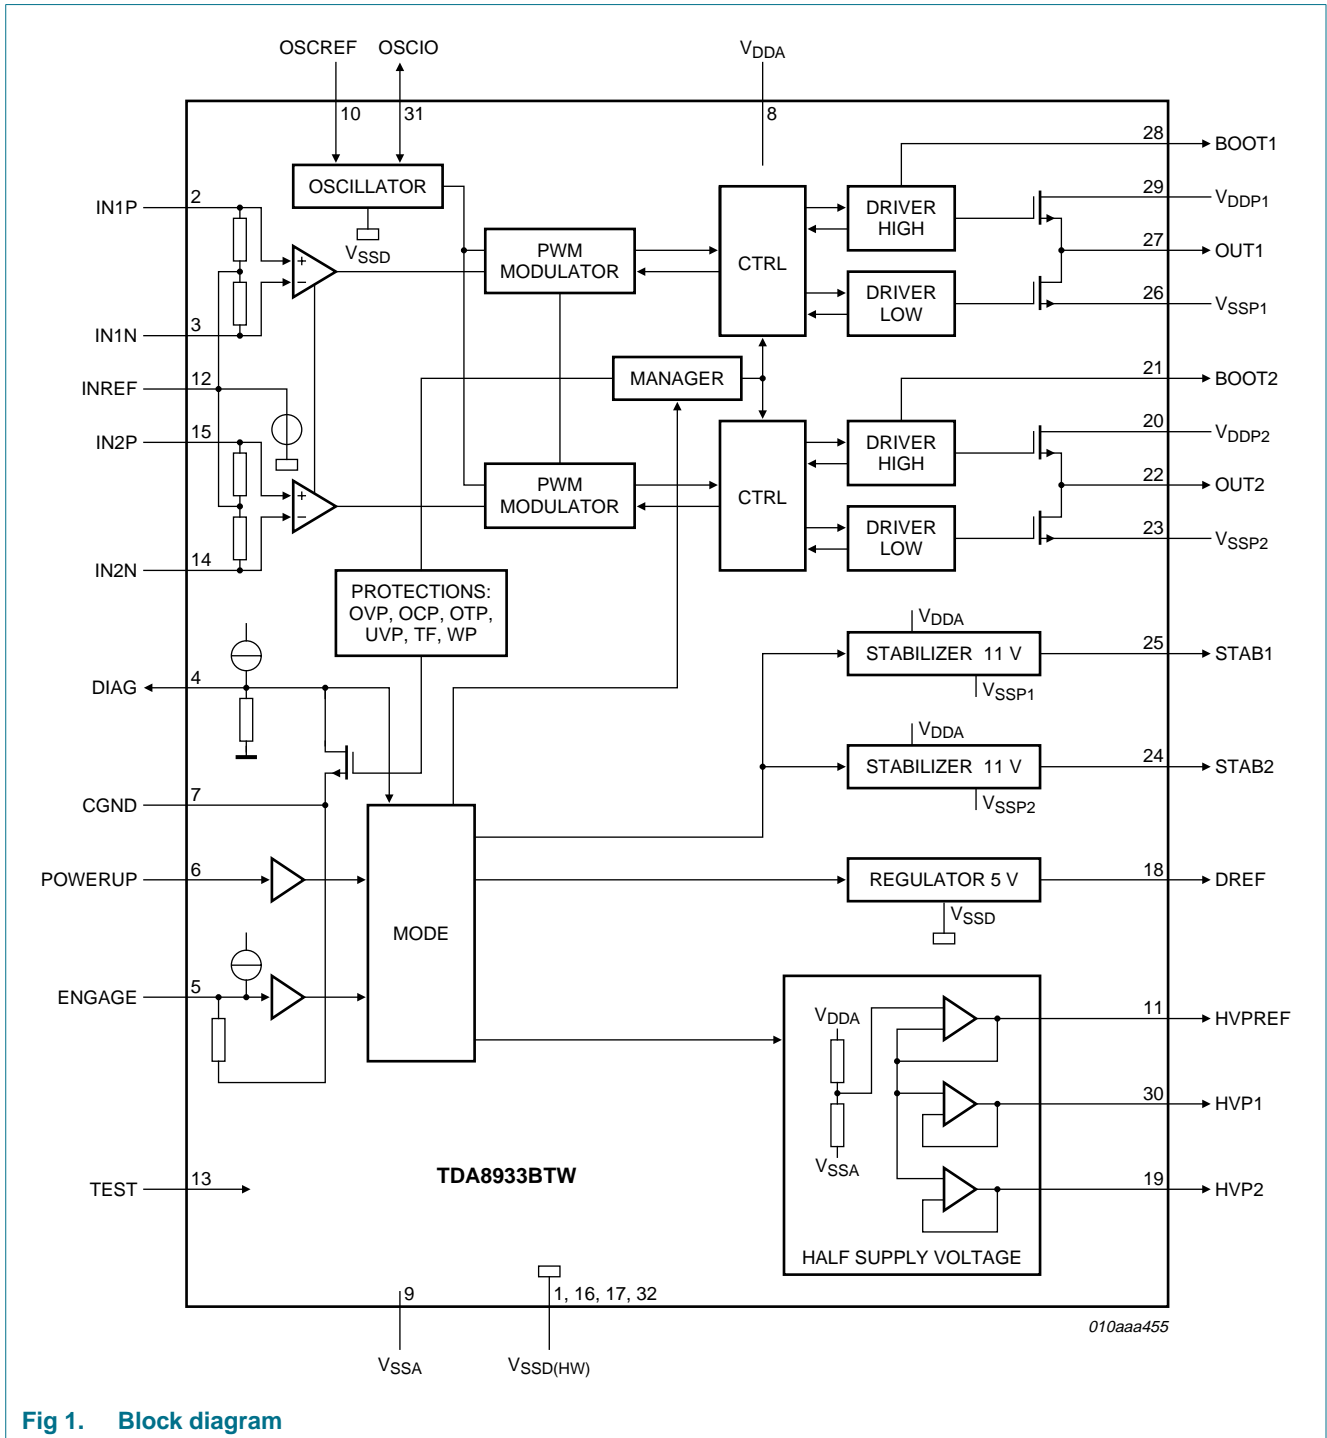 OSCREF OSCIO VDDA
10 31 8
28 BOOT1
OSCILLATOR
2
IN1P
VSSD
PWM
MODULATOR
CTRL
DRIVER
HIGH
29 VDDP1
27 OUT1
+
−
DRIVER
LOW
26 VSSP1
3
IN1N
12
INREF
MANAGER
21 BOOT2
15
IN2P
PWM
MODULATOR
CTRL
DRIVER
HIGH
20 VDDP2
22 OUT2
+
−
DRIVER
LOW
23 VSSP2
14
IN2N
PROTECTIONS:
OVP, OCP, OTP,
UVP, TF, WP
VDDA
STABILIZER 11 V
25 STAB1
VSSP1
4
DIAG
VDDA
STABILIZER 11 V
24 STAB2
VSSP2
7
CGND
6
POWERUP
REGULATOR 5 V
18 DREF
VSSD
MODE
5
ENGAGE
VDDA
VSSA
11 HVPREF
30 HVP1
19 HVP2
HALF SUPPLY VOLTAGE
TDA8933BTW
13
TEST
9
VSSA
1, 16, 17, 32
VSSD(HW)
010aaa455
Fig 1. Block diagram